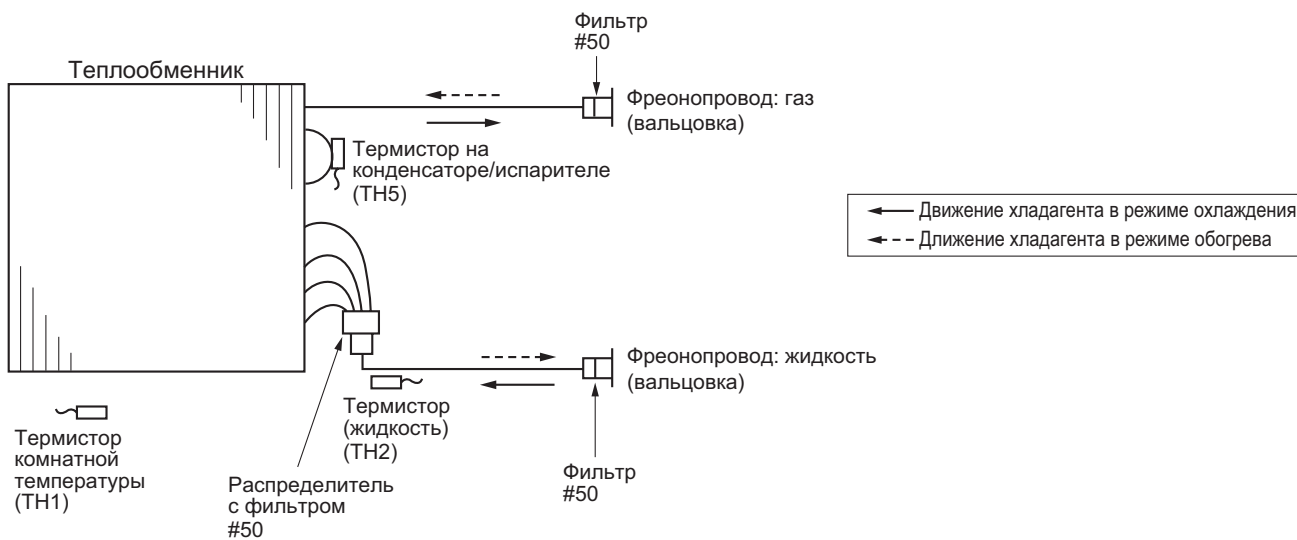 Фильтр
#50
Теплообменник
Фреонопровод: газ
(вальцовка)
Термистор на
конденсаторе/испарителе
(TH5)
Движение хладагента в режиме охлаждения
Длижение хладагента в режиме обогрева
Фреонопровод: жидкость
(вальцовка)
Термистор
(жидкость)
(TH2)
Термистор
комнатной
температуры
(TH1)
Распределитель
с фильтром
#50
Фильтр
#50